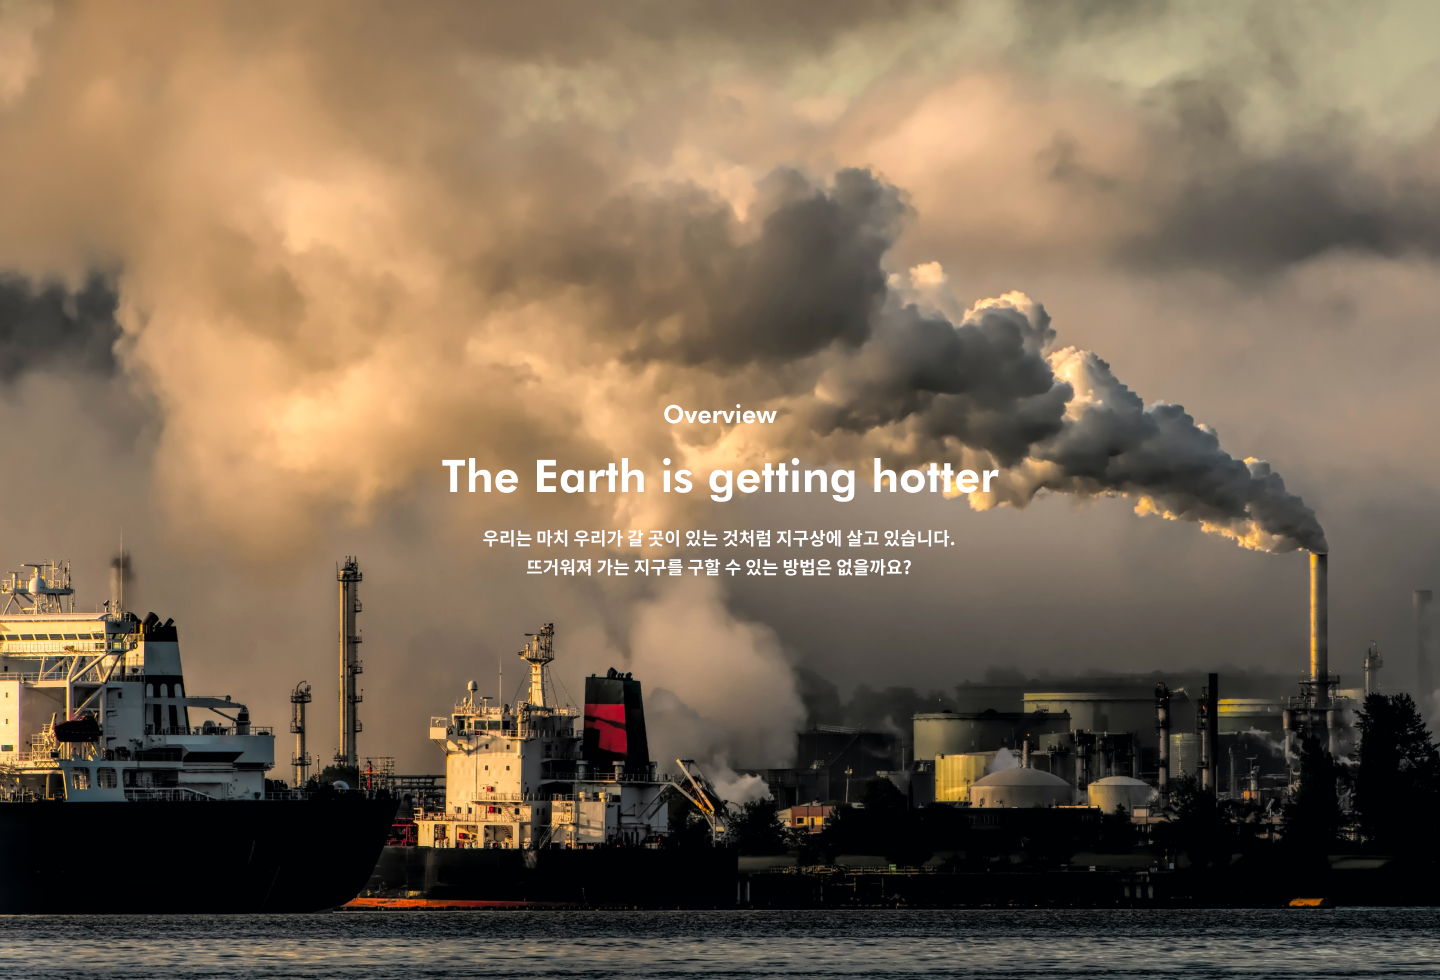 Overview
The Earth is getting hotter
우리는 마치 우리가 갈 곳이 있는 것처럼 지구상에 살고 있습니다.
뜨거워져 가는 지구를 구할 수 있는 방법은 없을까요?